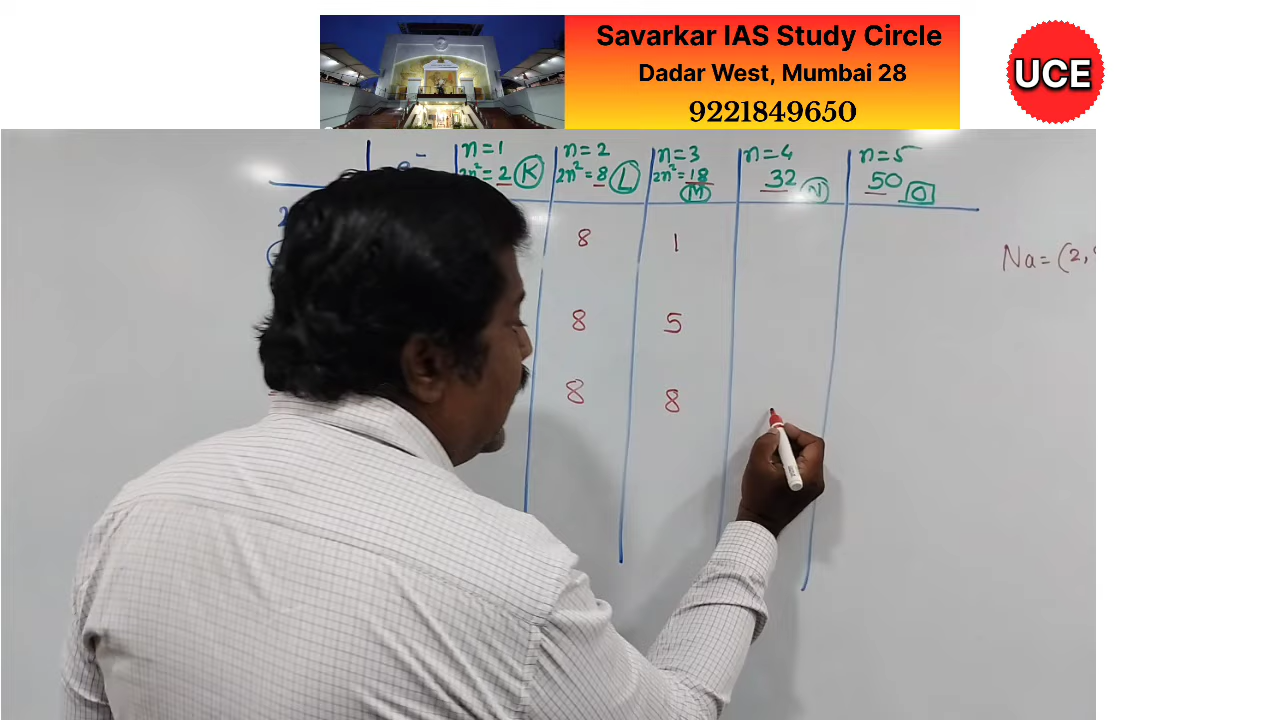 Savarkar IAS Study Circle
Dadar West, Mumbai 28
9221849650
UCE
e⁻
n=1
2n²=2 K
n=2
2n²=8 L
n=3
2n²=18
M
n=4
32 N
n=5
50 O
2
8 1
Na=(2,
8 5
8 8